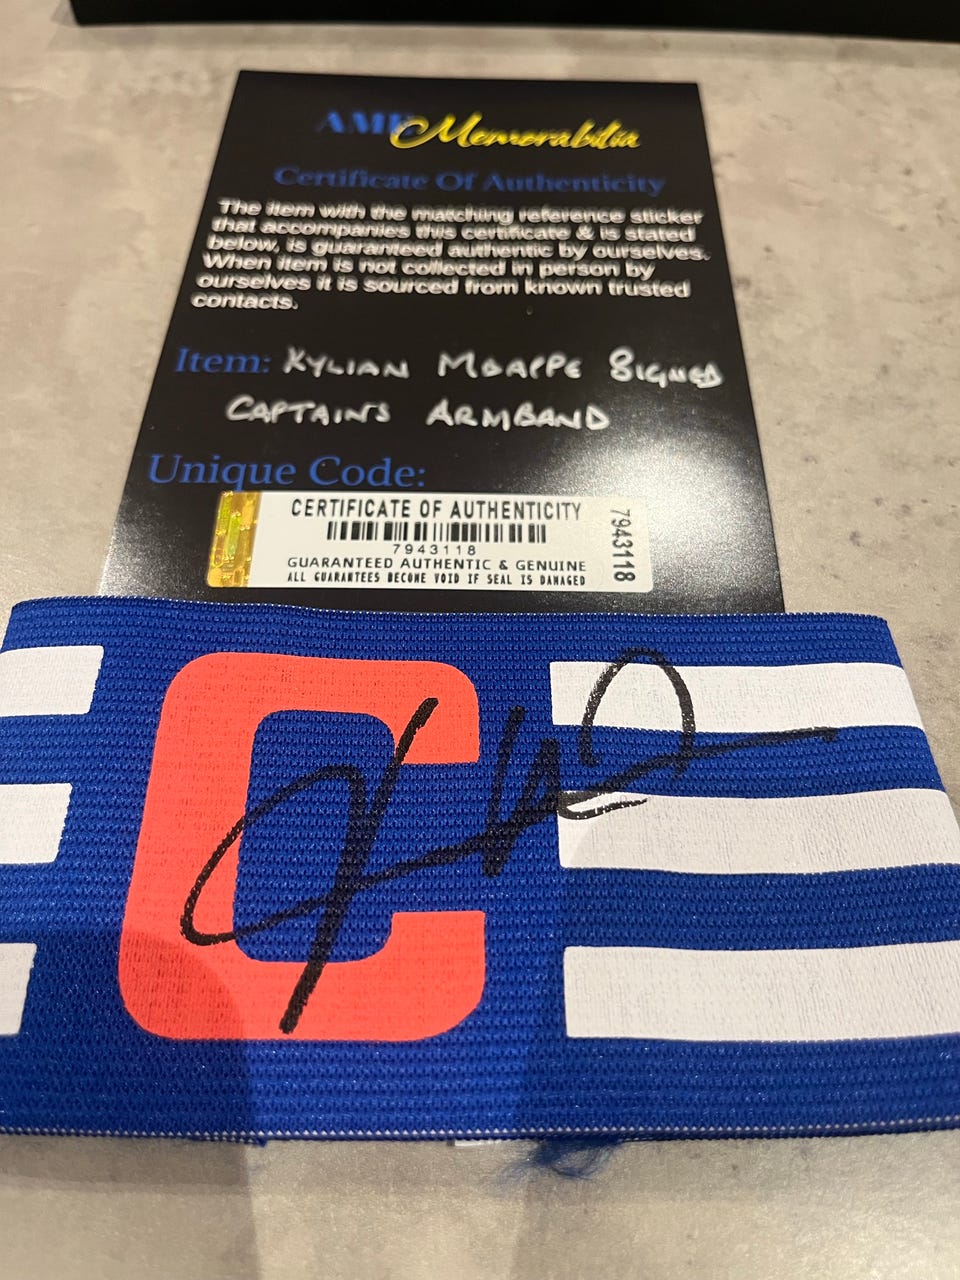 AMF Memorabilia
Certificate Of Authenticity
The item with the matching reference sticker
that accompanies this certificate & is stated
below, is guaranteed authentic by ourselves.
When item is not collected in person by
ourselves it is sourced from known trusted
contacts.
Item: KYLIAN MBAPPE SIGNED
CAPTAINS ARMBAND
Unique Code:
CERTIFICATE OF AUTHENTICITY
7943118
GUARANTEED AUTHENTIC & GENUINE
ALL GUARANTEES BECOME VOID IF SEAL IS DAMAGED
7943118
C